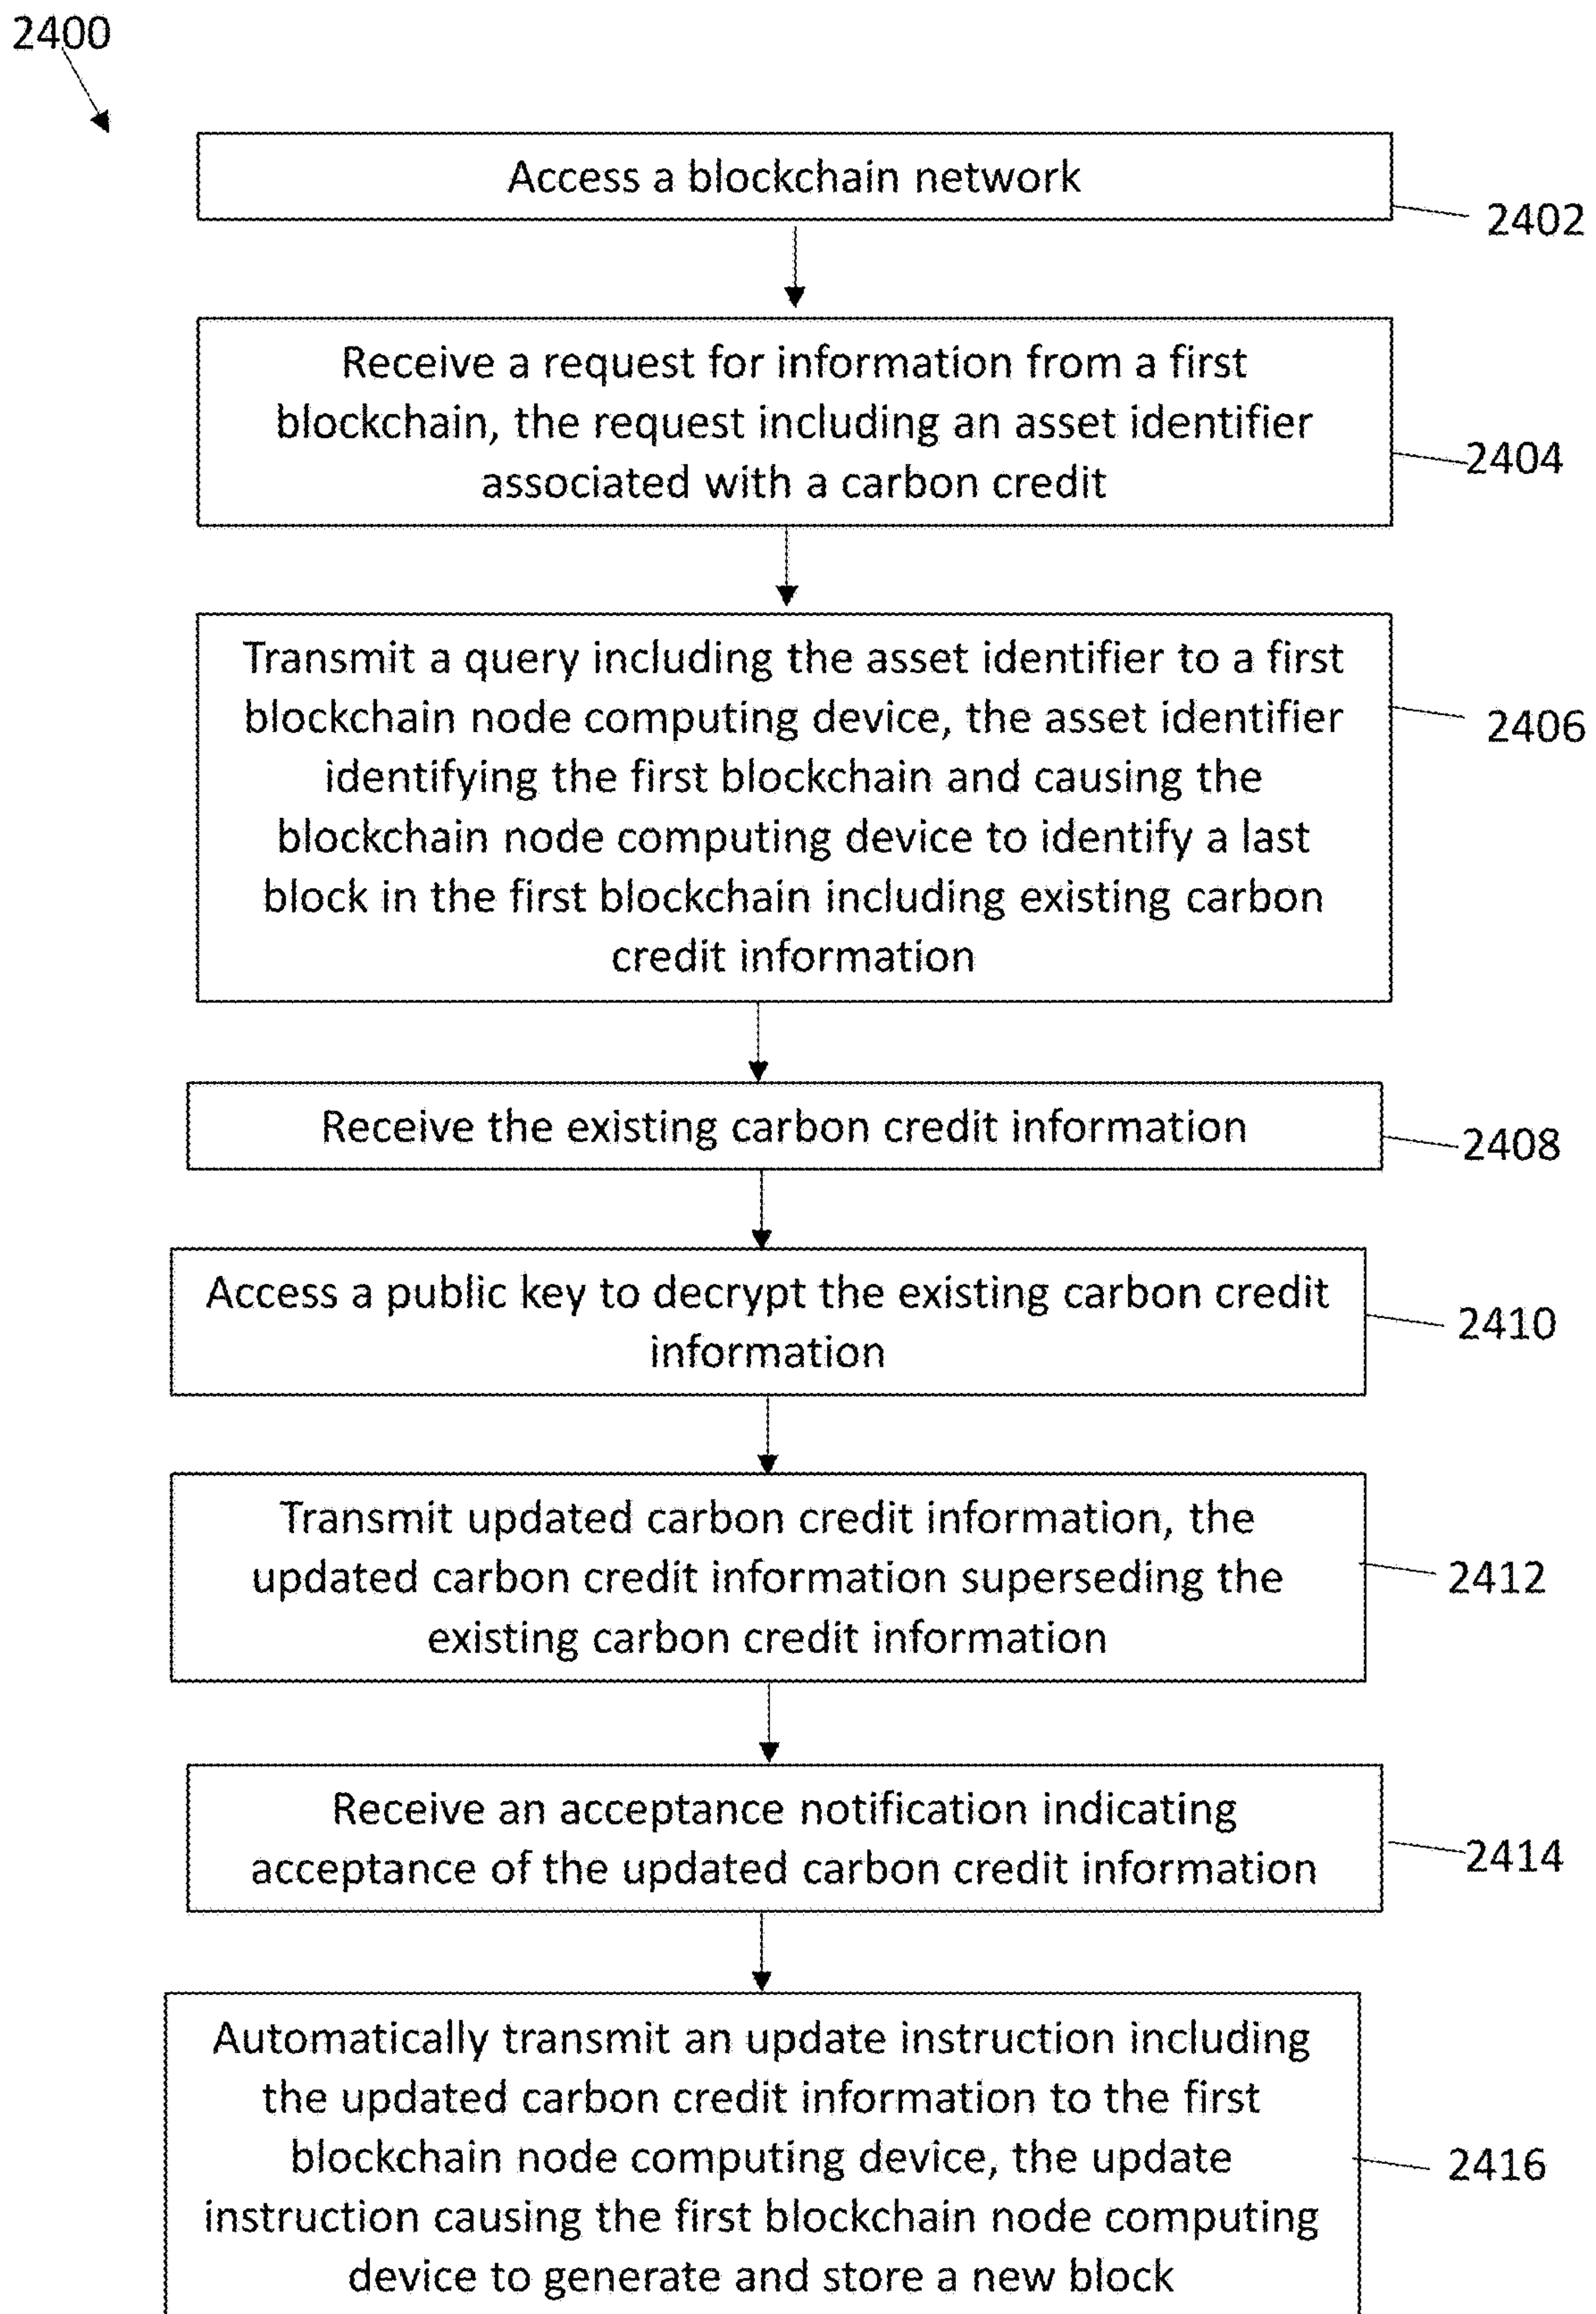 2400
Access a blockchain network
2402
Receive a request for information from a first
blockchain, the request including an asset identifier
associated with a carbon credit
2404
Transmit a query including the asset identifier to a first
blockchain node computing device, the asset identifier
identifying the first blockchain and causing the
blockchain node computing device to identify a last
block in the first blockchain including existing carbon
credit information
2406
Receive the existing carbon credit information
2408
Access a public key to decrypt the existing carbon credit
information
2410
Transmit updated carbon credit information, the
updated carbon credit information superseding the
existing carbon credit information
2412
Receive an acceptance notification indicating
acceptance of the updated carbon credit information
2414
Automatically transmit an update instruction including
the updated carbon credit information to the first
blockchain node computing device, the update
instruction causing the first blockchain node computing
device to generate and store a new block
2416